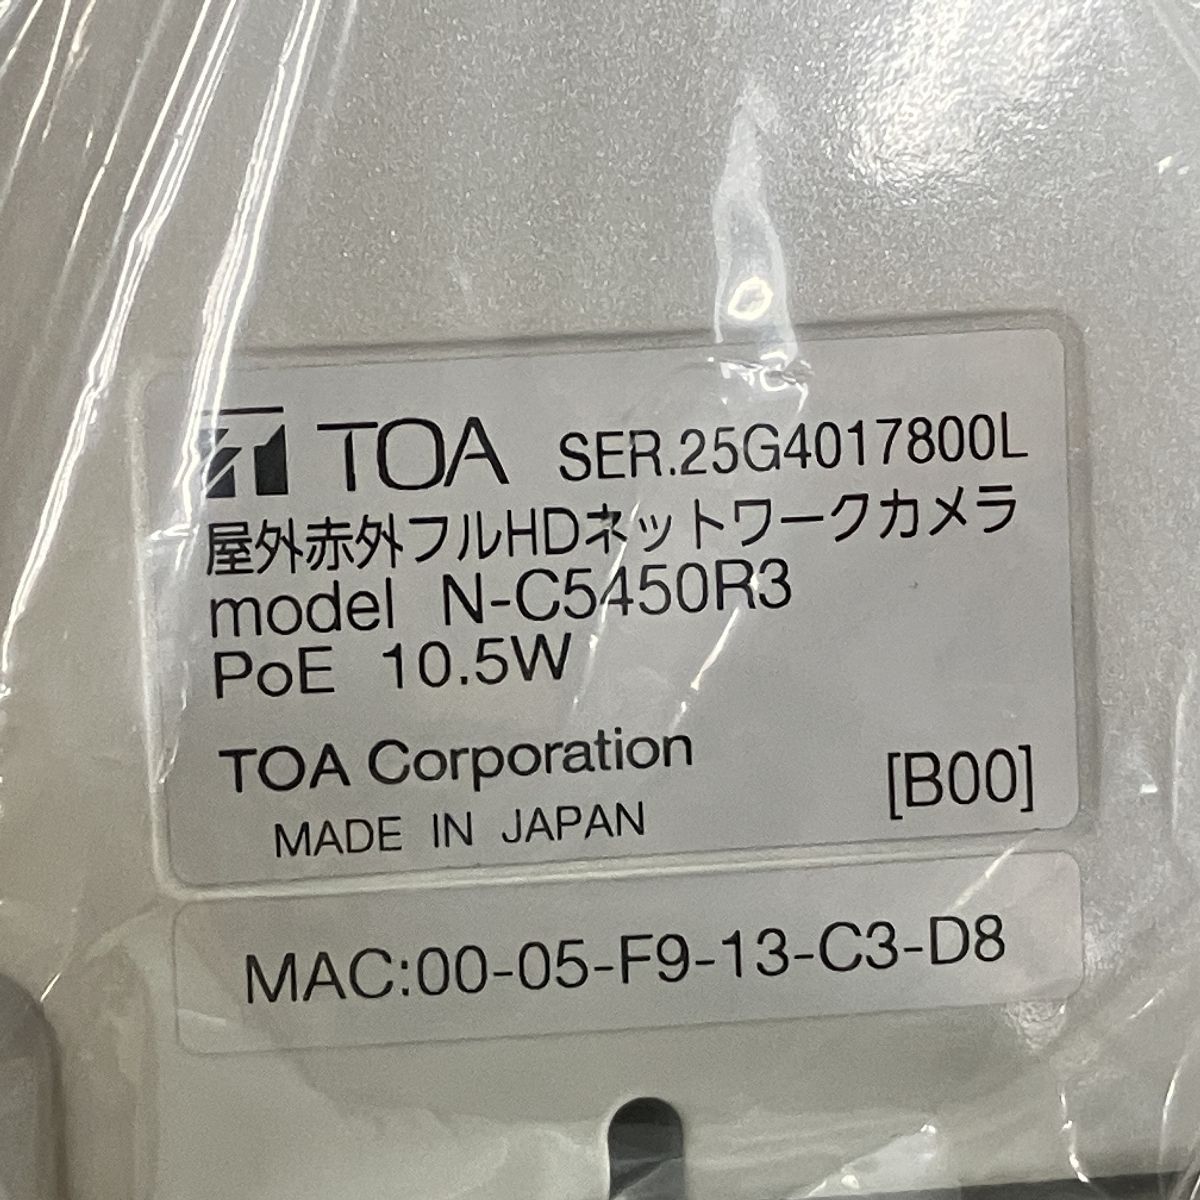 TOA SER.25G4017800L
屋外赤外フルHDネットワークカメラ
model N-C5450R3
PoE 10.5W
TOA Corporation [B00]
MADE IN JAPAN
MAC:00-05-F9-13-C3-D8